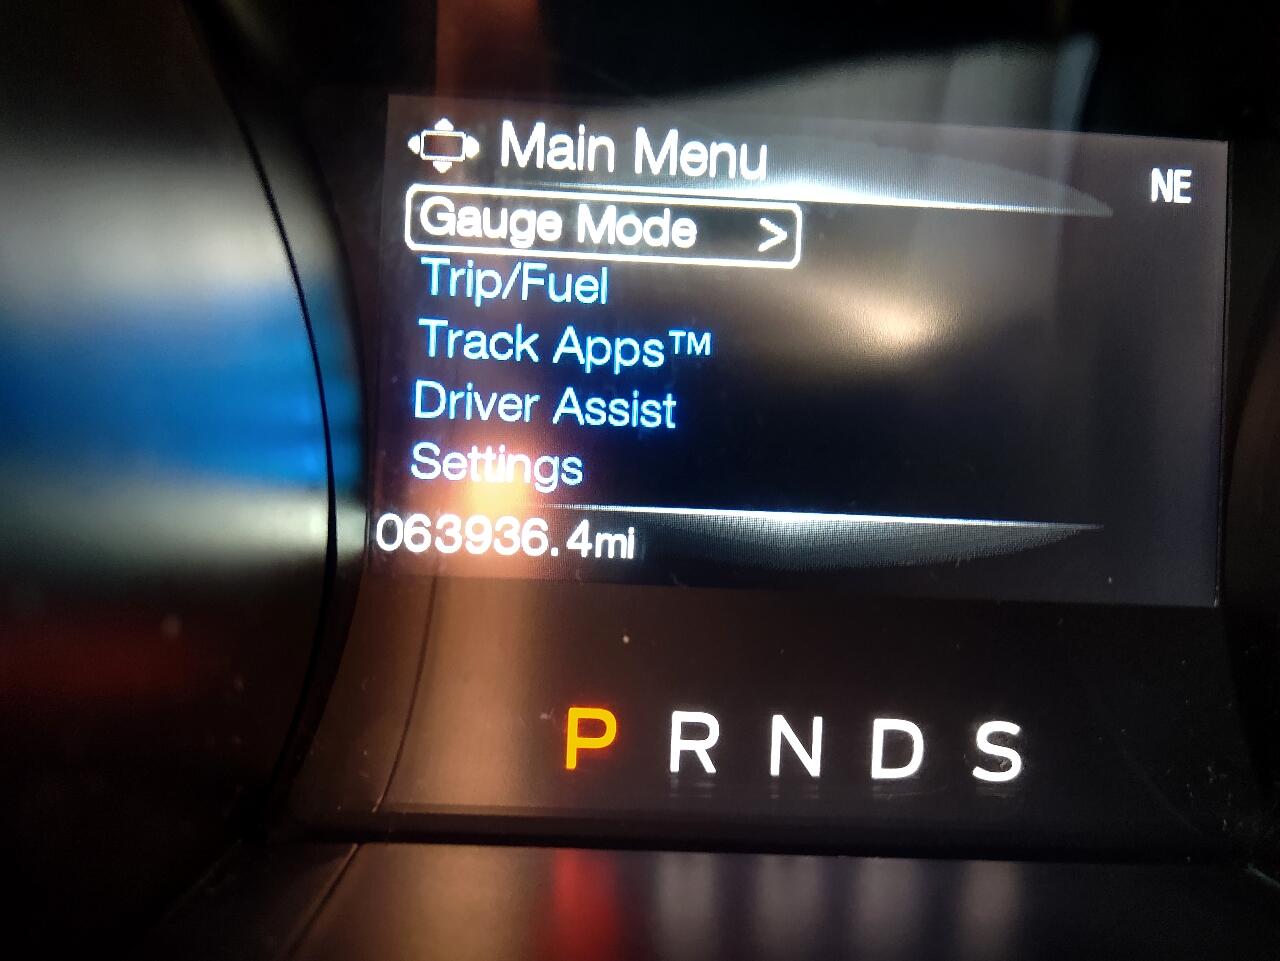 Main Menu
NE
Gauge Mode >
Trip/Fuel
Track Apps™
Driver Assist
Settings
063936.4mi
P R N D S